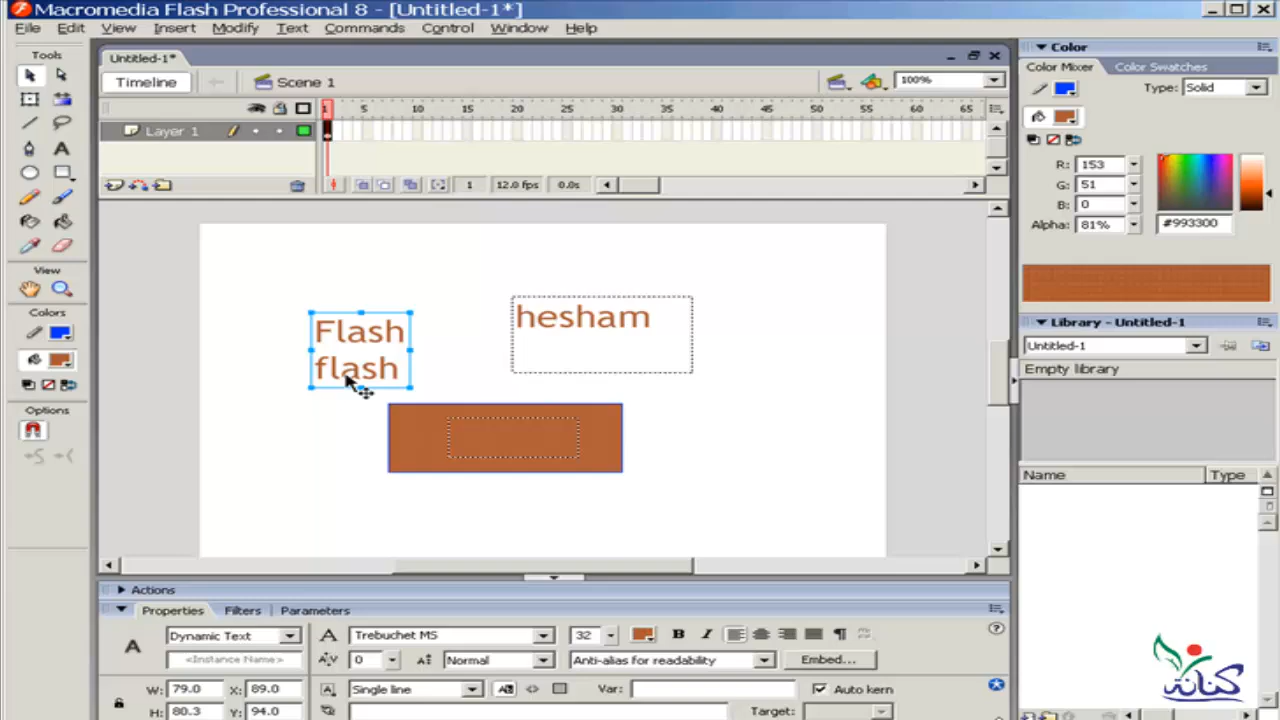 Macromedia Flash Professional 8 - [Untitled-1*]
File Edit View Insert Modify Text Commands Control Window Help
Tools
View
Colors
Options
Untitled-1*
Timeline
Scene 1
100%
1 5 10 15 20 25 30 35 40 45 50 55 60 65
Layer 1
1 12.0 fps 0.0s
Flash
flash
hesham
Actions
Properties Filters Parameters
Dynamic Text
Trebuchet MS
32
<Instance Name>
0
Normal
Anti-alias for readability
Embed...
W: 79.0 X: 89.0
Single line
Var:
Auto kern
H: 80.3 Y: 94.0
Target:
Color
Color Mixer Color Swatches
Type: Solid
R: 153
G: 51
B: 0
Alpha: 81% #993300
Library - Untitled-1
Untitled-1
Empty library
Name Type
كنانة